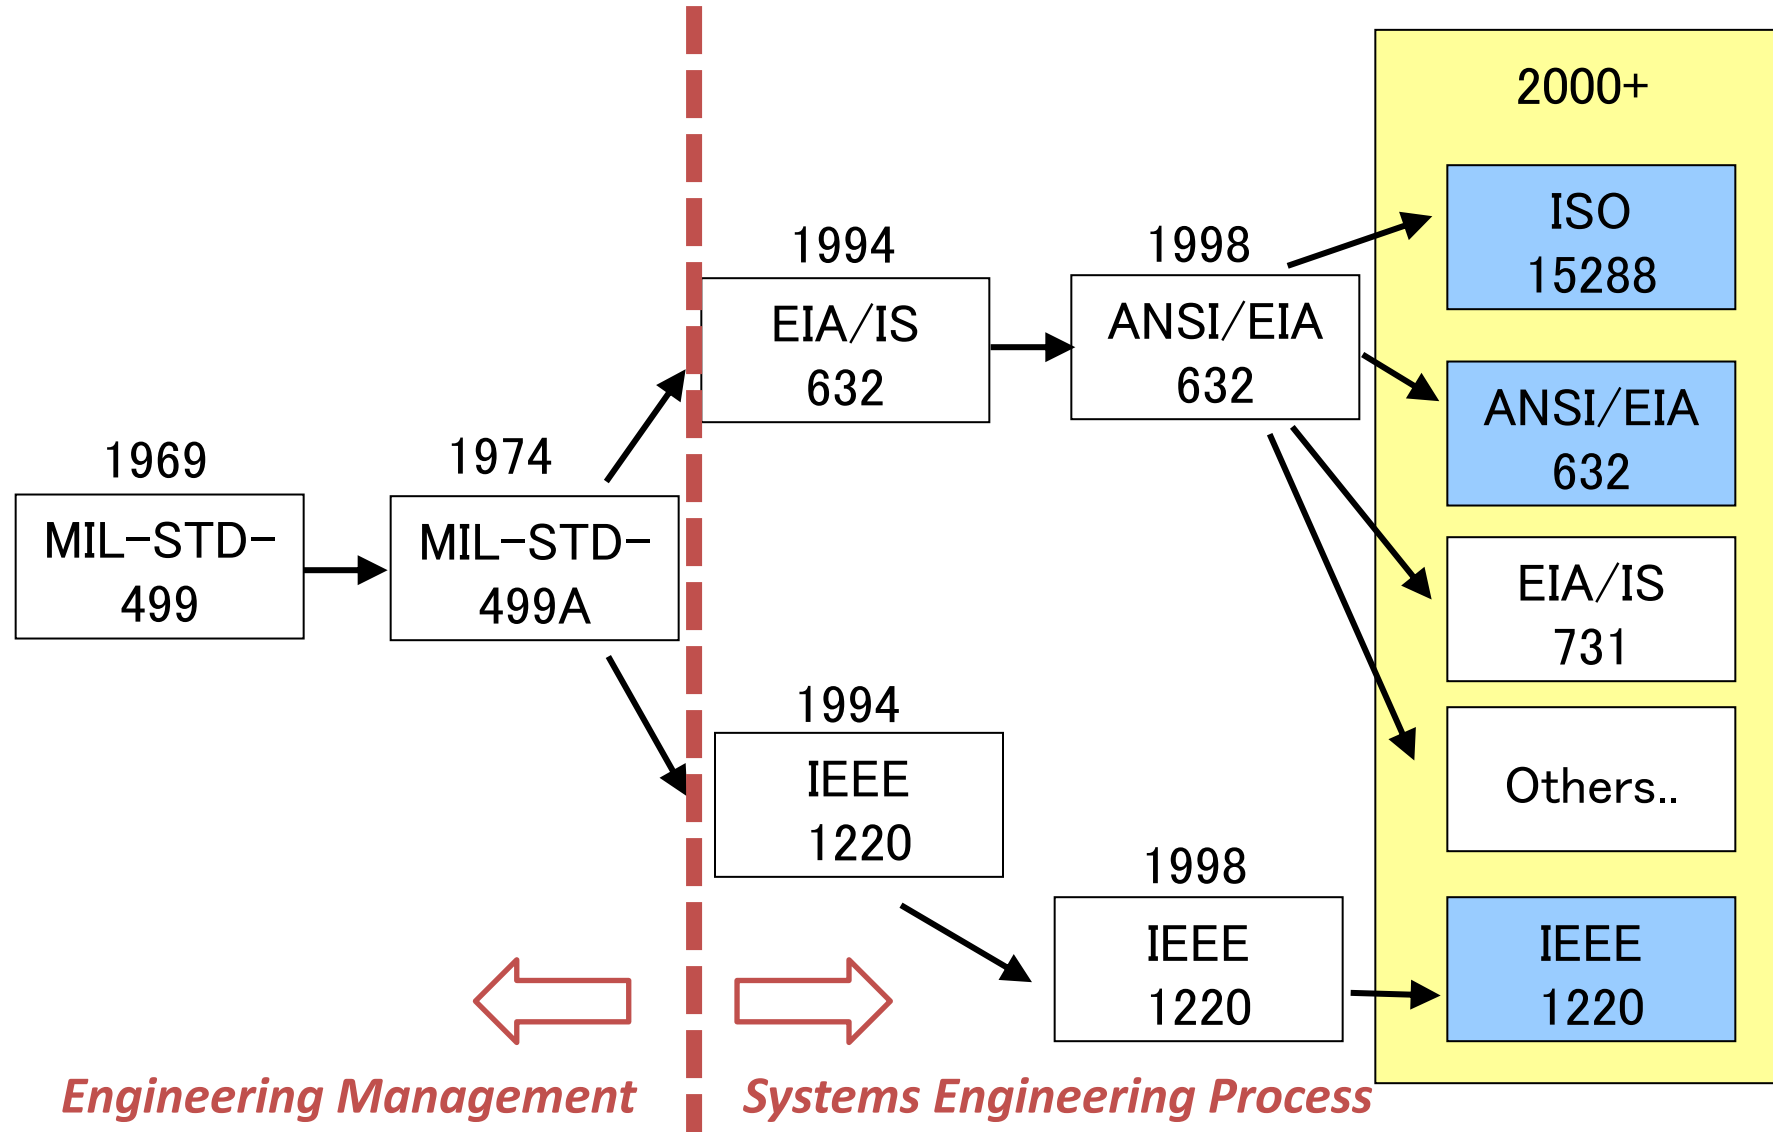 1969
MIL-STD-
499
1974
MIL-STD-
499A
1994
EIA/IS
632
1998
ANSI/EIA
632
1994
IEEE
1220
1998
IEEE
1220
2000+
ISO
15288
ANSI/EIA
632
EIA/IS
731
Others..
IEEE
1220
Engineering Management
Systems Engineering Process